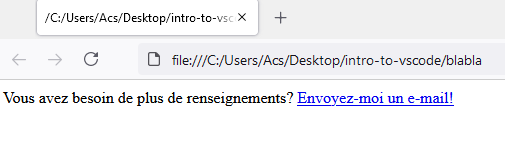 /C:/Users/Acs/Desktop/intro-to-vsc
file:///C:/Users/Acs/Desktop/intro-to-vscode/blabla
Vous avez besoin de plus de renseignements? Envoyez-moi un e-mail!